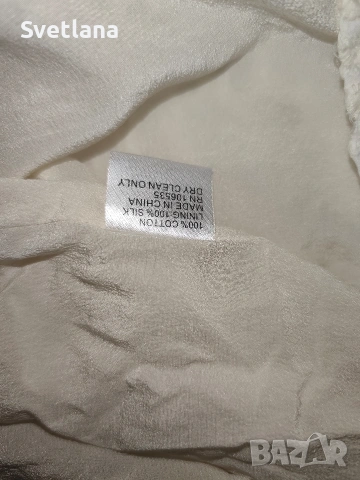 Svetlana
100% COTTON
LINING:100% SILK
MADE IN CHINA
RN 106535
DRY CLEAN ONLY
BAZAR